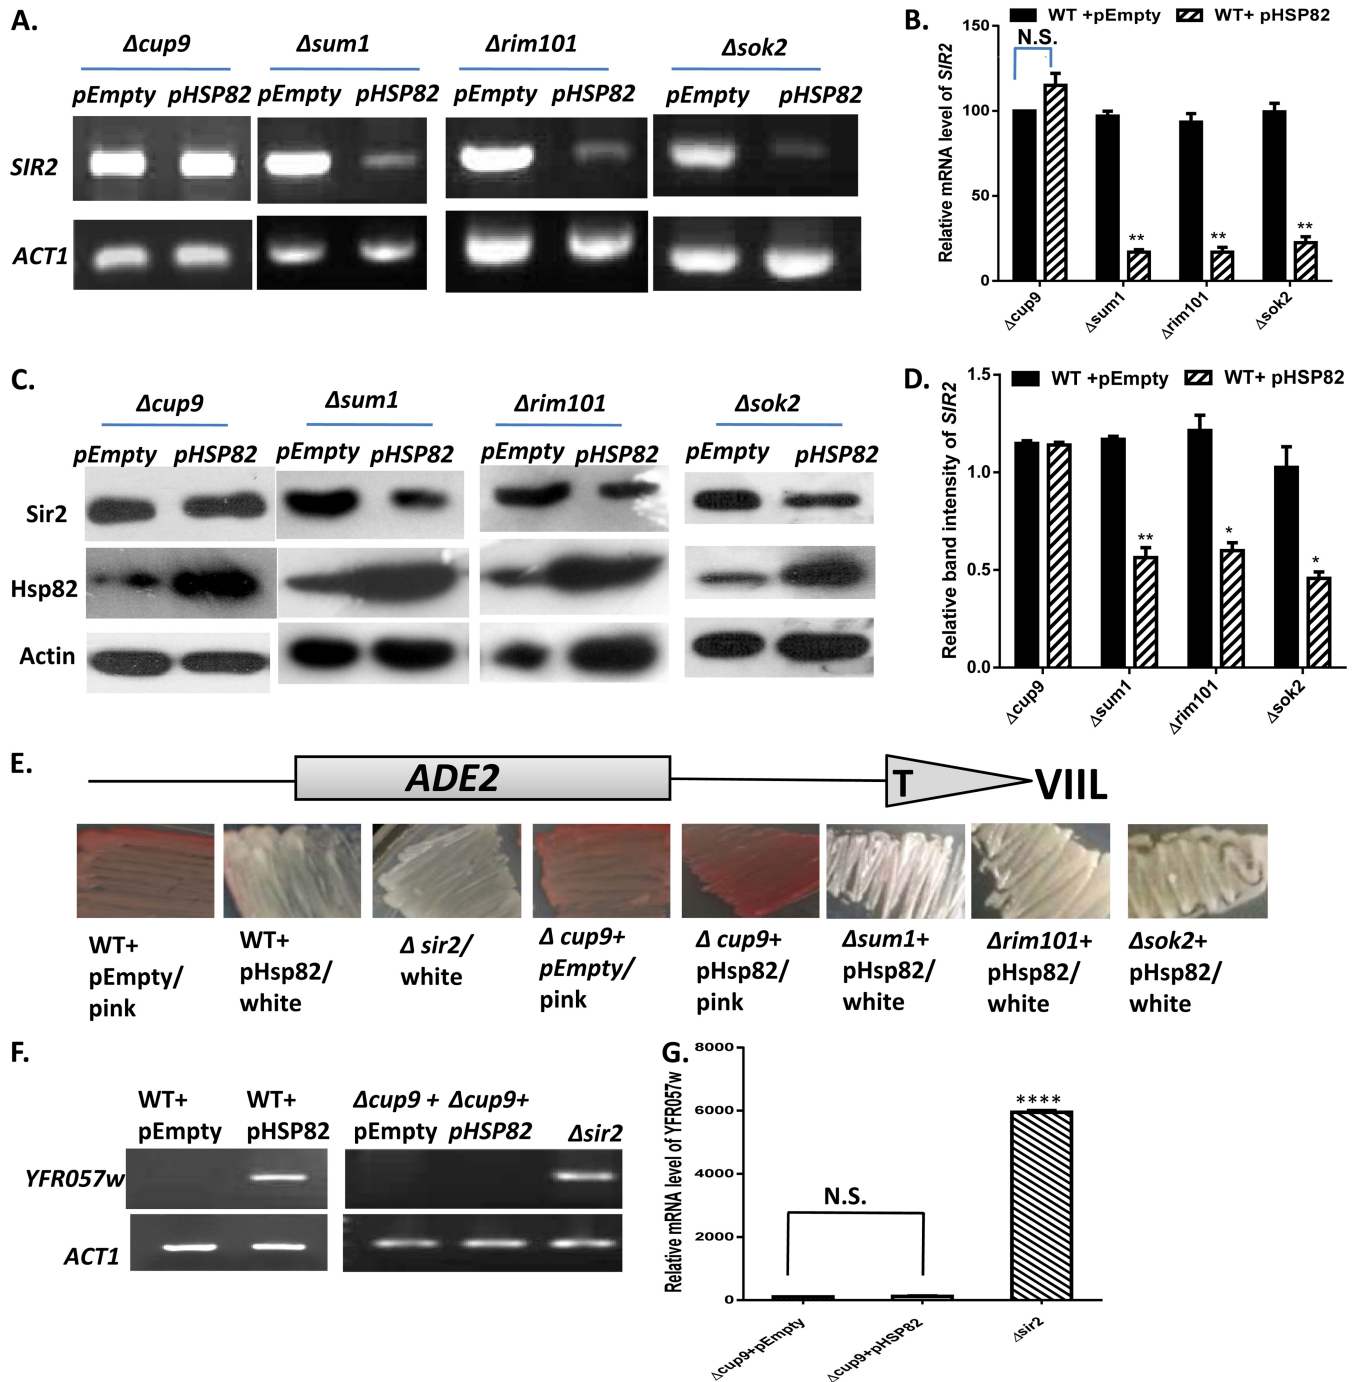 A.
Δcup9
Δsum1
Δrim101
Δsok2
pEmpty pHSP82 pEmpty pHSP82 pEmpty pHSP82 pEmpty pHSP82
SIR2
ACT1
B.
WT +pEmpty WT+ pHSP82
N.S.
Relative mRNA level of SIR2
150
100
50
0
** ** **
Δcup9
Δsum1
Δrim101
Δsok2
C.
Δcup9
Δsum1
Δrim101
Δsok2
pEmpty pHSP82 pEmpty pHSP82 pEmpty pHSP82 pEmpty pHSP82
Sir2
Hsp82
Actin
D.
WT +pEmpty WT+ pHSP82
Relative band intensity of SIR2
1.5
1.0
0.5
0.0
** * *
Δcup9
Δsum1
Δrim101
Δsok2
E.
ADE2
T
VIIL
WT+
pEmpty/
pink
WT+
pHsp82/
white
Δ sir2/
white
Δ cup9+
pEmpty/
pink
Δ cup9+
pHsp82/
pink
Δsum1+
pHsp82/
white
Δrim101+
pHsp82/
white
Δsok2+
pHsp82/
white
F.
WT+
pEmpty
WT+
pHSP82
Δcup9 +
pEmpty
Δcup9+
pHSP82
Δsir2
YFR057w
ACT1
G.
Relative mRNA level of YFR057w
8000
6000
4000
2000
0
N.S.
****
Δcup9+pEmpty
Δcup9+pHSP82
Δsir2